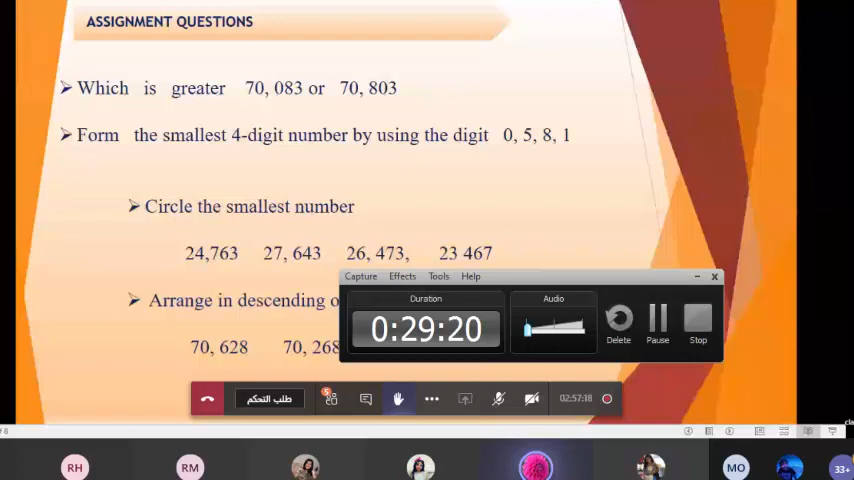 ASSIGNMENT QUESTIONS
Which is greater 70, 083 or 70, 803
Form the smallest 4-digit number by using the digit 0, 5, 8, 1
Circle the smallest number
24,763 27, 643 26, 473, 23 467
Capture Effects Tools Help
Duration Audio
Arrange in descending
0:29:20
Delete Pause Stop
70, 628 70, 268
طلب التحكم
5
02:57:18
RH RM MO 33+